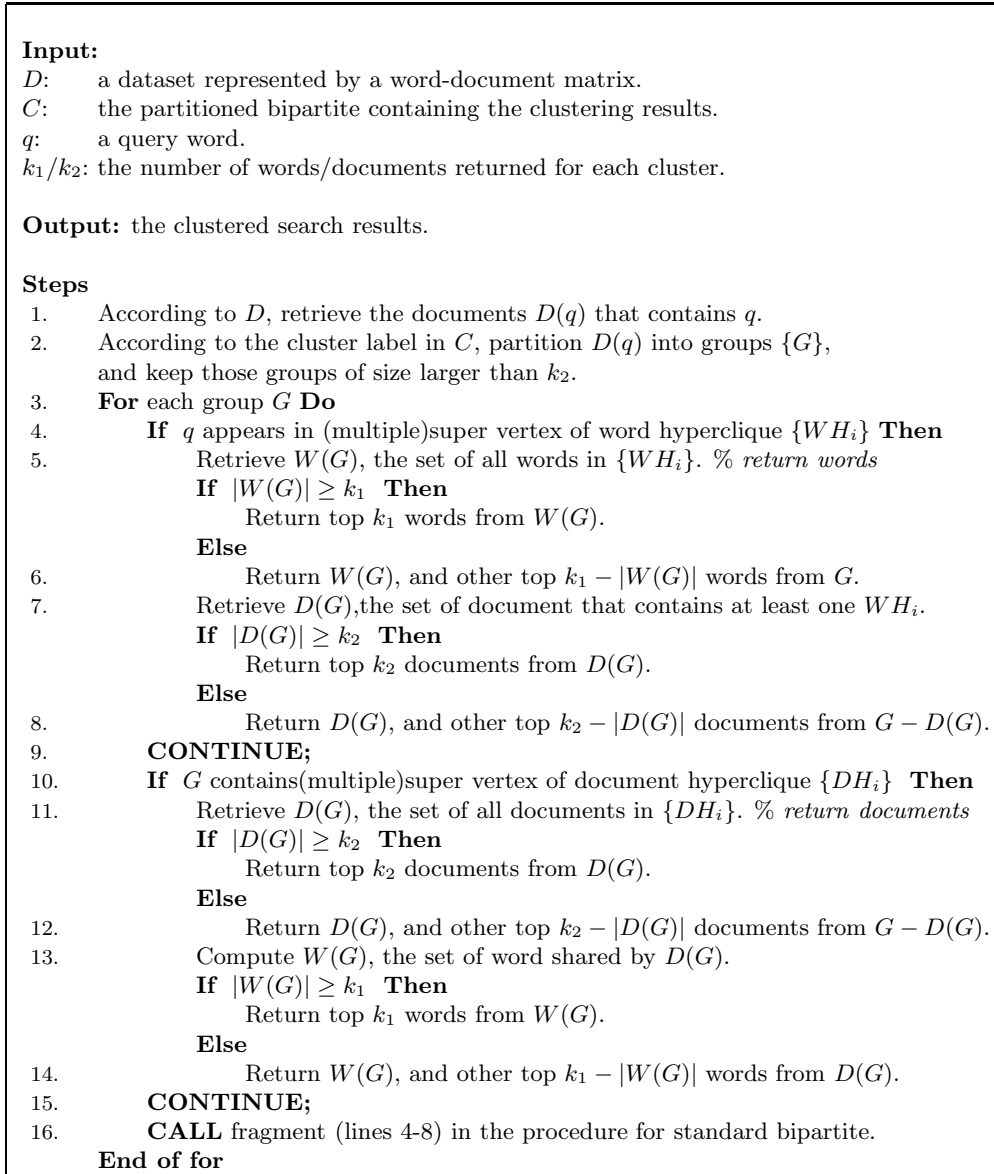 Input:
D: a dataset represented by a word-document matrix.
C: the partitioned bipartite containing the clustering results.
q: a query word.
k₁/k₂: the number of words/documents returned for each cluster.
Output: the clustered search results.
Steps
1. According to D, retrieve the documents D(q) that contains q.
2. According to the cluster label in C, partition D(q) into groups {G},
and keep those groups of size larger than k₂.
3. For each group G Do
4. If q appears in (multiple)super vertex of word hyperclique {WHᵢ} Then
5. Retrieve W(G), the set of all words in {WHᵢ}. % return words
If |W(G)| ≥ k₁ Then
Return top k₁ words from W(G).
Else
6. Return W(G), and other top k₁ − |W(G)| words from G.
7. Retrieve D(G),the set of document that contains at least one WHᵢ.
If |D(G)| ≥ k₂ Then
Return top k₂ documents from D(G).
Else
8. Return D(G), and other top k₂ − |D(G)| documents from G − D(G).
9. CONTINUE;
10. If G contains(multiple)super vertex of document hyperclique {DHᵢ} Then
11. Retrieve D(G), the set of all documents in {DHᵢ}. % return documents
If |D(G)| ≥ k₂ Then
Return top k₂ documents from D(G).
Else
12. Return D(G), and other top k₂ − |D(G)| documents from G − D(G).
13. Compute W(G), the set of word shared by D(G).
If |W(G)| ≥ k₁ Then
Return top k₁ words from W(G).
Else
14. Return W(G), and other top k₁ − |W(G)| words from D(G).
15. CONTINUE;
16. CALL fragment (lines 4-8) in the procedure for standard bipartite.
End of for